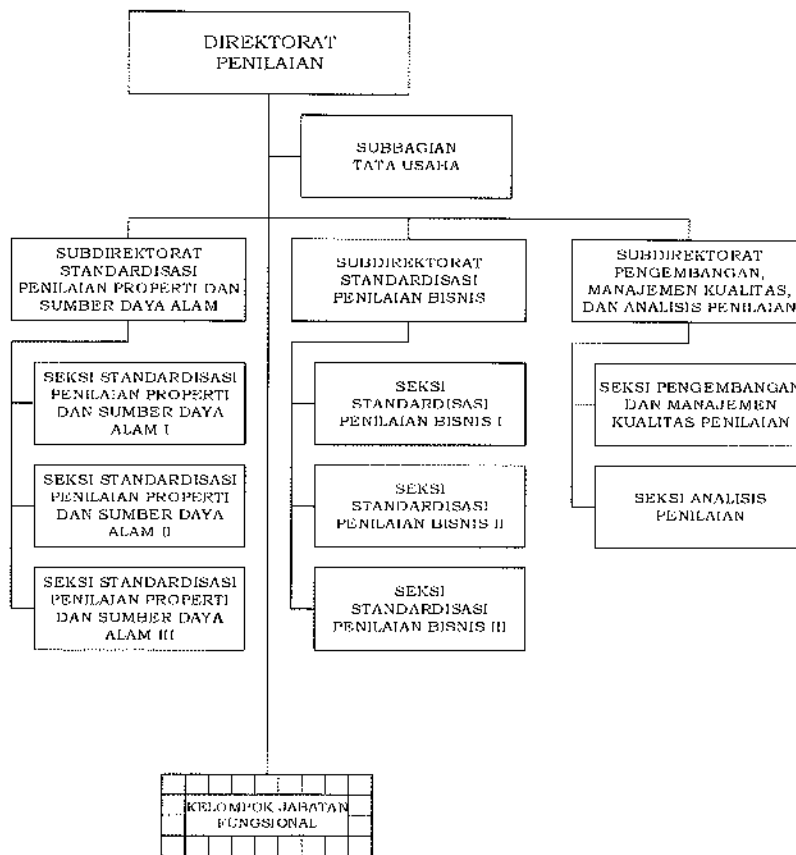 DIREKTORAT
PENILAIAN
SUBBAGIAN
TATA USAHA
SUBDIREKTORAT
STANDARDISASI
PENILAIAN PROPERTI DAN
SUMBER DAYA ALAM
SUBDIREKTORAT
STANDARDISASI
PENILAIAN BISNIS
SUBDIREKTORAT
PENGEMBANGAN,
MANAJEMEN KUALITAS,
DAN ANALISIS PENILAIAN
SEKSI STANDARDISASI
PENILAIAN PROPERTI
DAN SUMBER DAYA
ALAM I
SEKSI
STANDARDISASI
PENILAIAN BISNIS I
SEKSI PENGEMBANGAN
DAN MANAJEMEN
KUALITAS PENILAIAN
SEKSI STANDARDISASI
PENILAIAN PROPERTI
DAN SUMBER DAYA
ALAM II
SEKSI
STANDARDISASI
PENILAIAN BISNIS II
SEKSI ANALISIS
PENILAIAN
SEKSI STANDARDISASI
PENILAIAN PROPERTI
DAN SUMBER DAYA
ALAM III
SEKSI
STANDARDISASI
PENILAIAN BISNIS III
KELOMPOK JABATAN
FUNGSIONAL